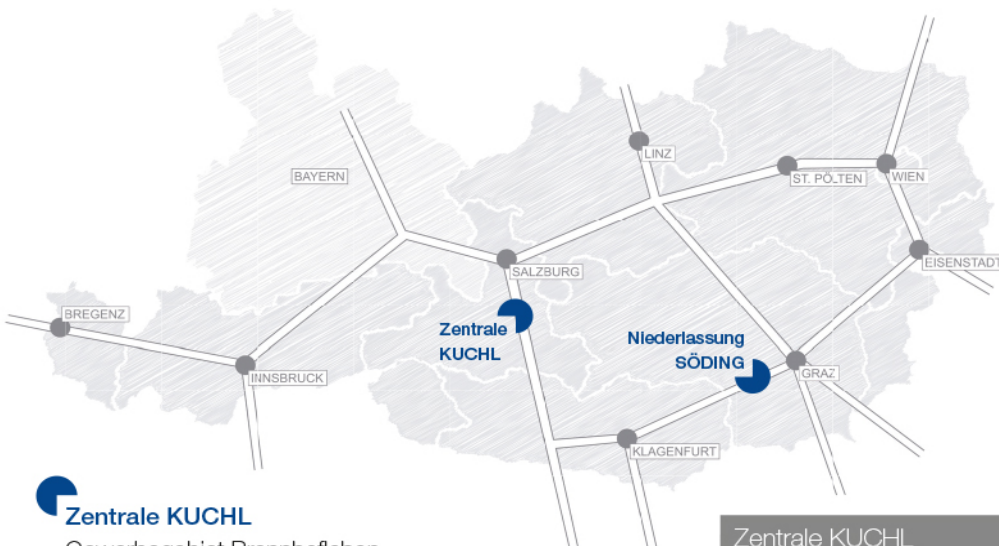 LINZ
BAYERN
ST. PÖLTEN
WIEN
SALZBURG
EISENSTADT
BREGENZ
Zentrale
KUCHL
Niederlassung
SÖDING
INNSBRUCK
GRAZ
KLAGENFURT
Zentrale KUCHL
Zentrale KUCHL